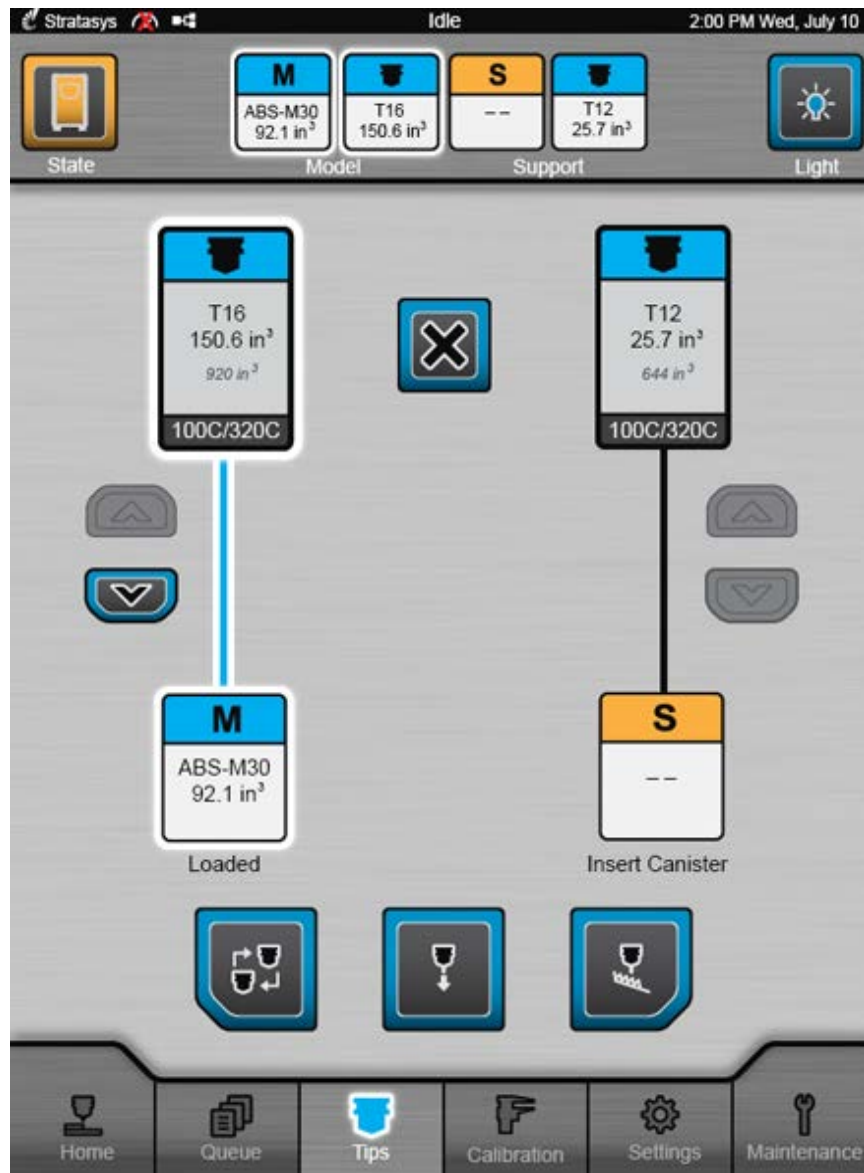 Stratasys Idle 2:00 PM Wed, July 10
M S
ABS-M30 T16 -- T12
92.1 in³ 150.6 in³ 25.7 in³
State Model Support Light
T16 T12
150.6 in³ 25.7 in³
920 in³ 644 in³
100C/320C 100C/320C
M S
ABS-M30 --
92.1 in³
Loaded Insert Canister
Home Queue Tips Calibration Settings Maintenance